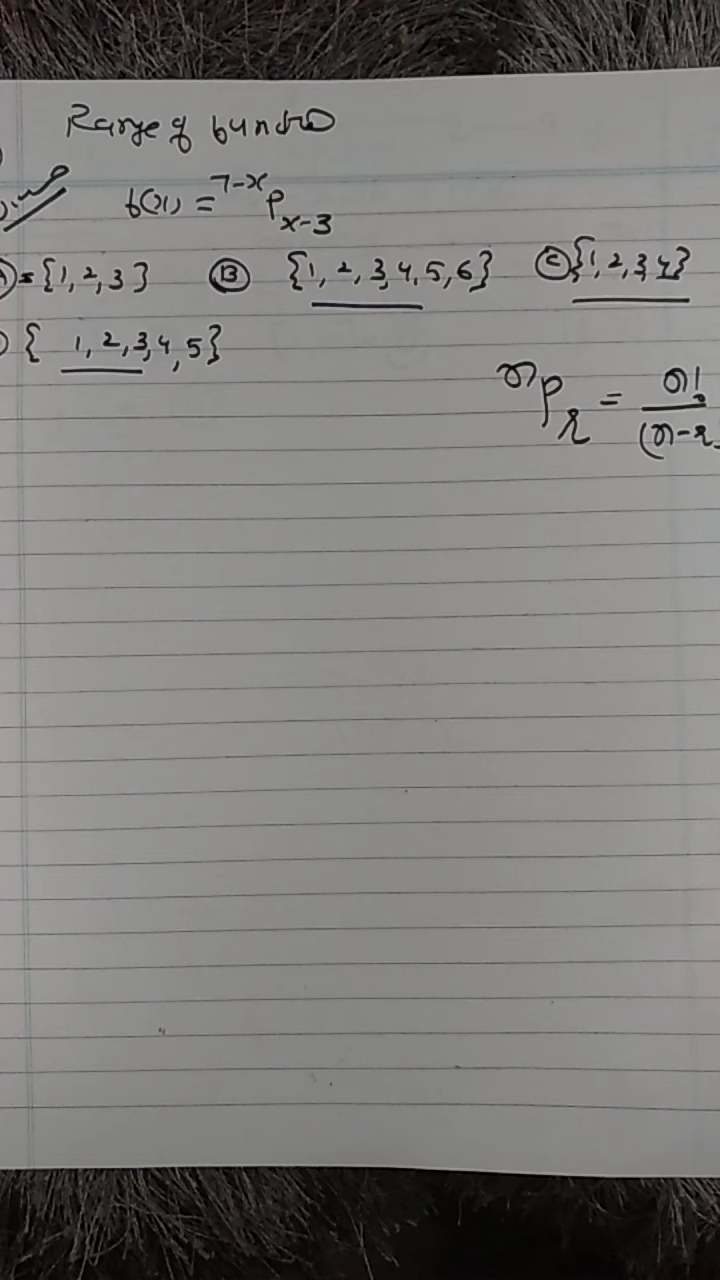 Range of function
f(x) = ⁷⁻ˣPₓ₋₃
= {1, 2, 3} Ⓑ {1, 2, 3, 4, 5, 6} Ⓒ {1, 2, 3, 4}
{ 1, 2, 3, 4, 5}
ⁿPᵣ = n! / (n-r)